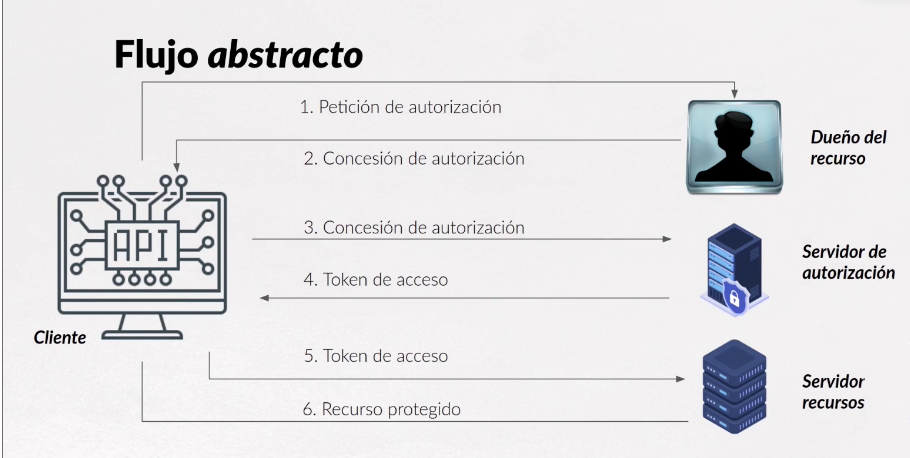 Flujo abstracto
1. Petición de autorización
2. Concesión de autorización
Dueño del
recurso
API
3. Concesión de autorización
Servidor de
autorización
4. Token de acceso
Cliente
5. Token de acceso
Servidor
recursos
6. Recurso protegido